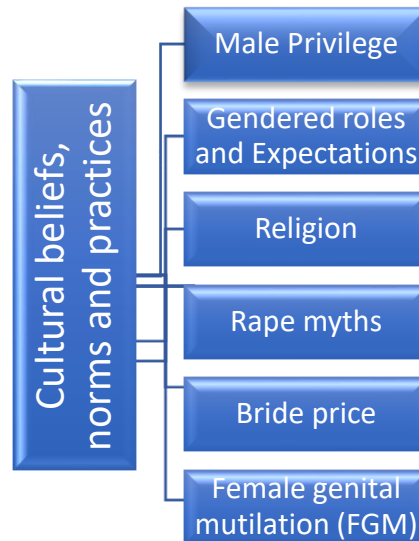 Cultural beliefs,
norms and practices
Male Privilege
Gendered roles
and Expectations
Religion
Rape myths
Bride price
Female genital
mutilation (FGM)